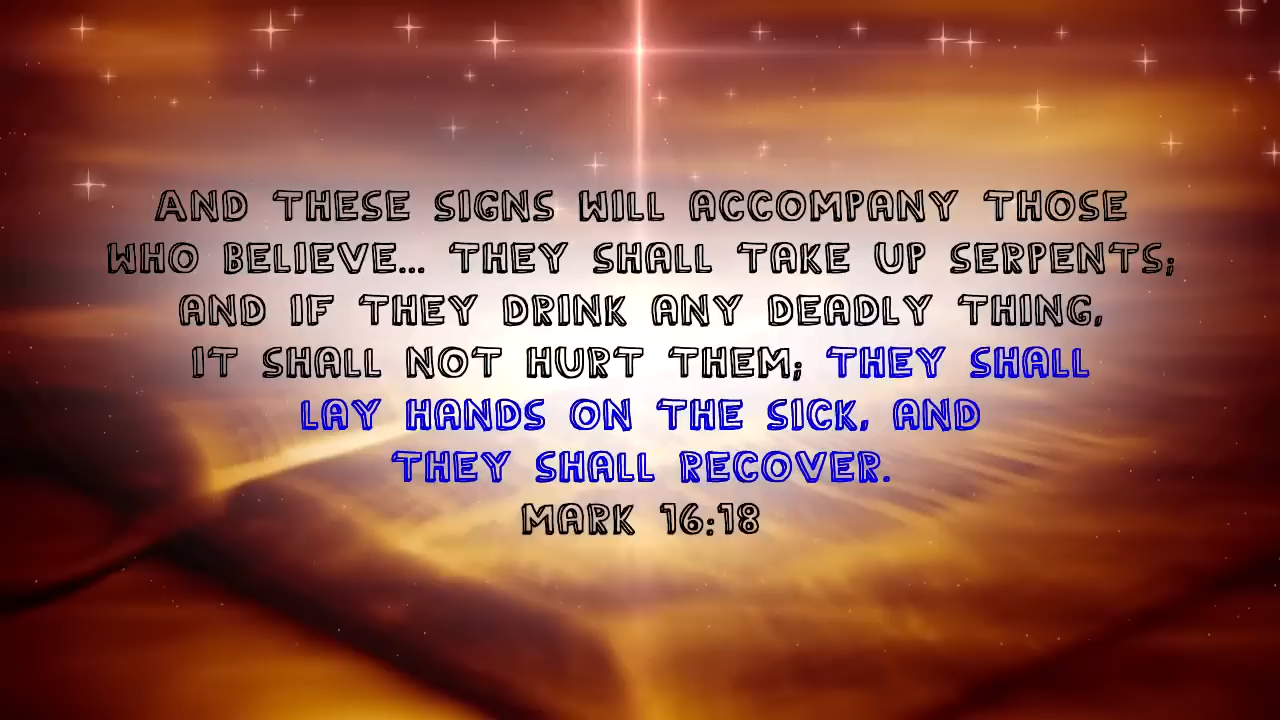 AND THESE SIGNS WILL ACCOMPANY THOSE
WHO BELIEVE... THEY SHALL TAKE UP SERPENTS;
AND IF THEY DRINK ANY DEADLY THING,
IT SHALL NOT HURT THEM; THEY SHALL
LAY HANDS ON THE SICK, AND
THEY SHALL RECOVER.
MARK 16:18